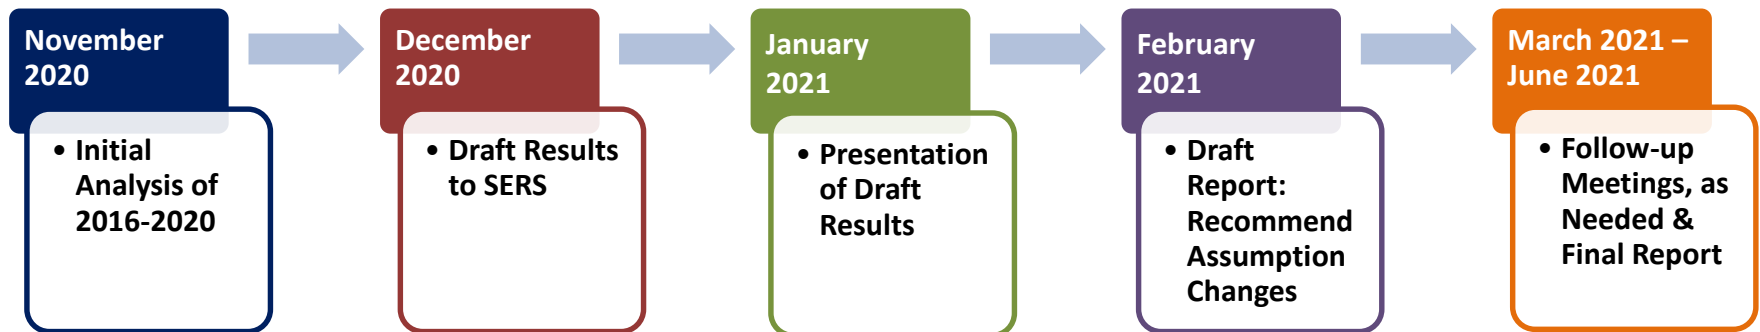 November
2020
• Initial
Analysis of
2016-2020
December
2020
• Draft Results
to SERS
January
2021
• Presentation
of Draft
Results
February
2021
• Draft
Report:
Recommend
Assumption
Changes
March 2021 –
June 2021
• Follow-up
Meetings, as
Needed &
Final Report